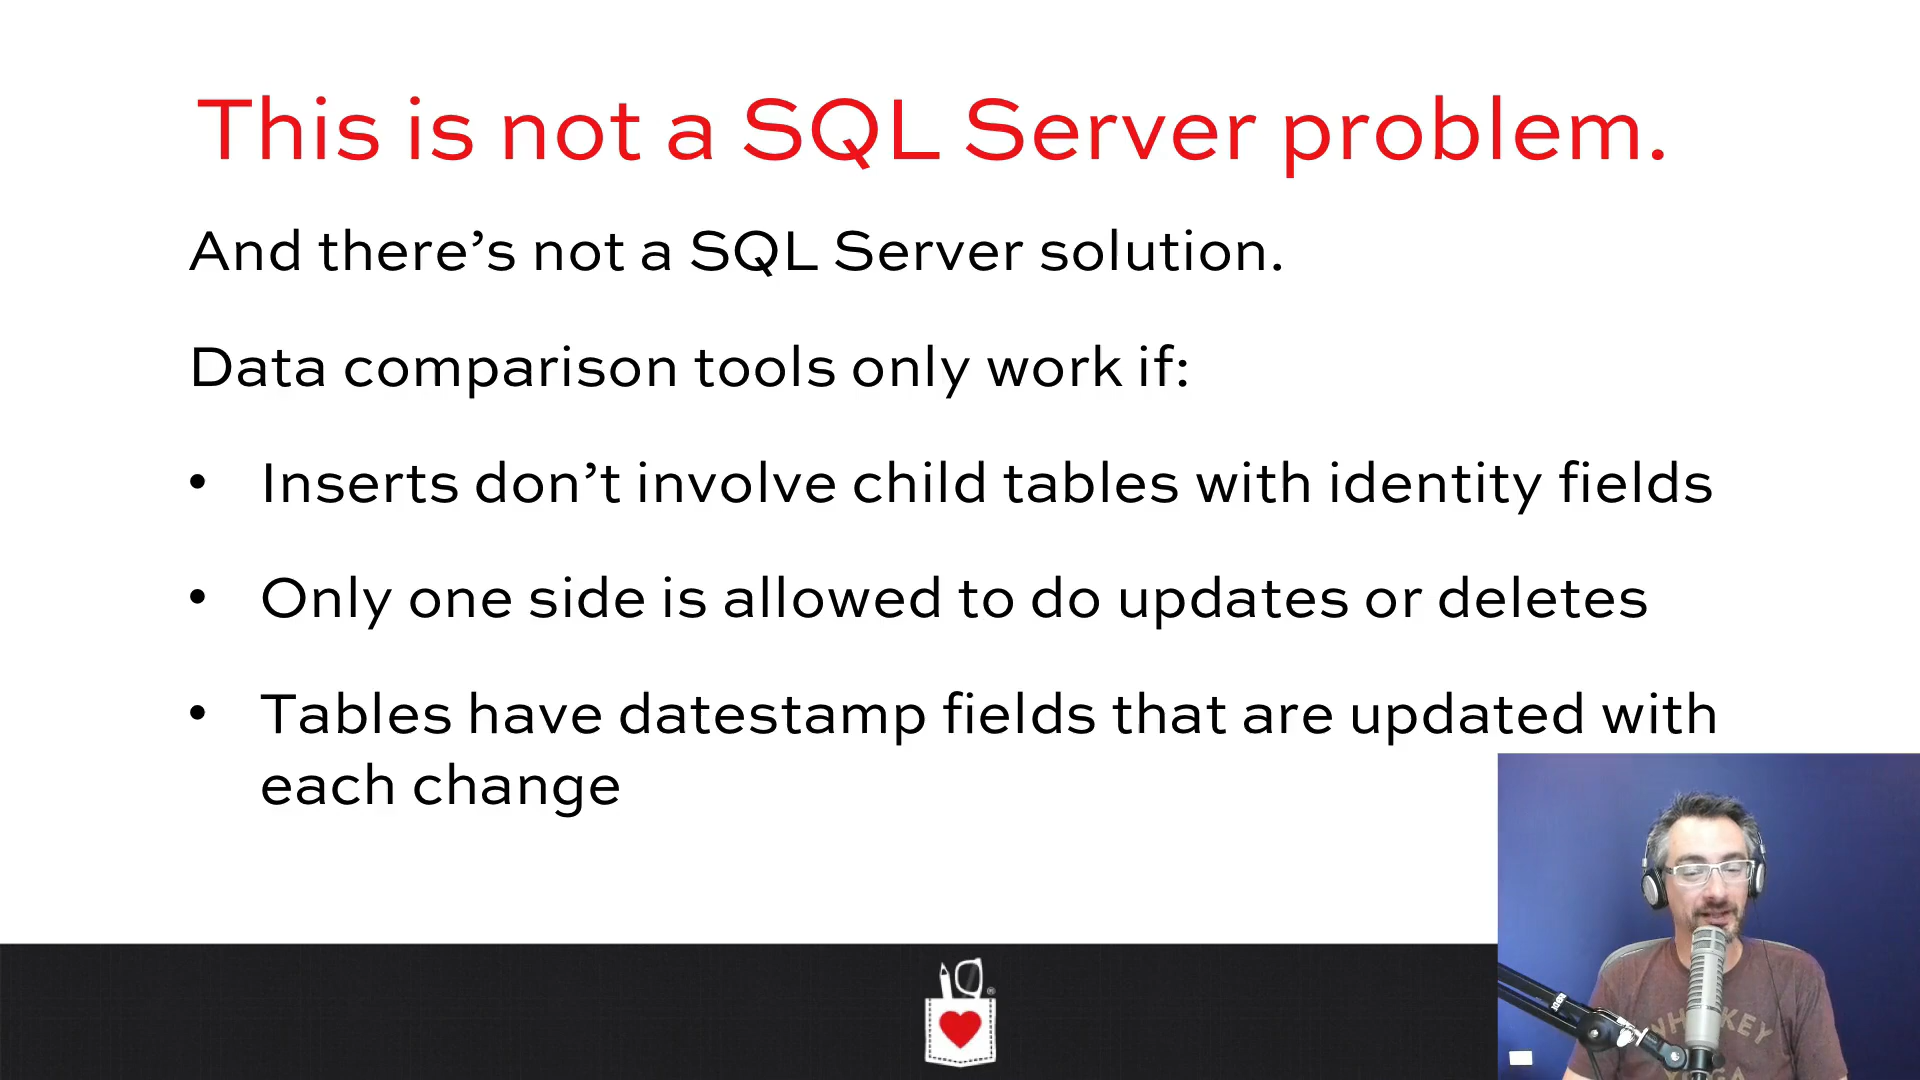 This is not a SQL Server problem.
And there’s not a SQL Server solution.
Data comparison tools only work if:
• Inserts don’t involve child tables with identity fields
• Only one side is allowed to do updates or deletes
• Tables have datestamp fields that are updated with
each change
®